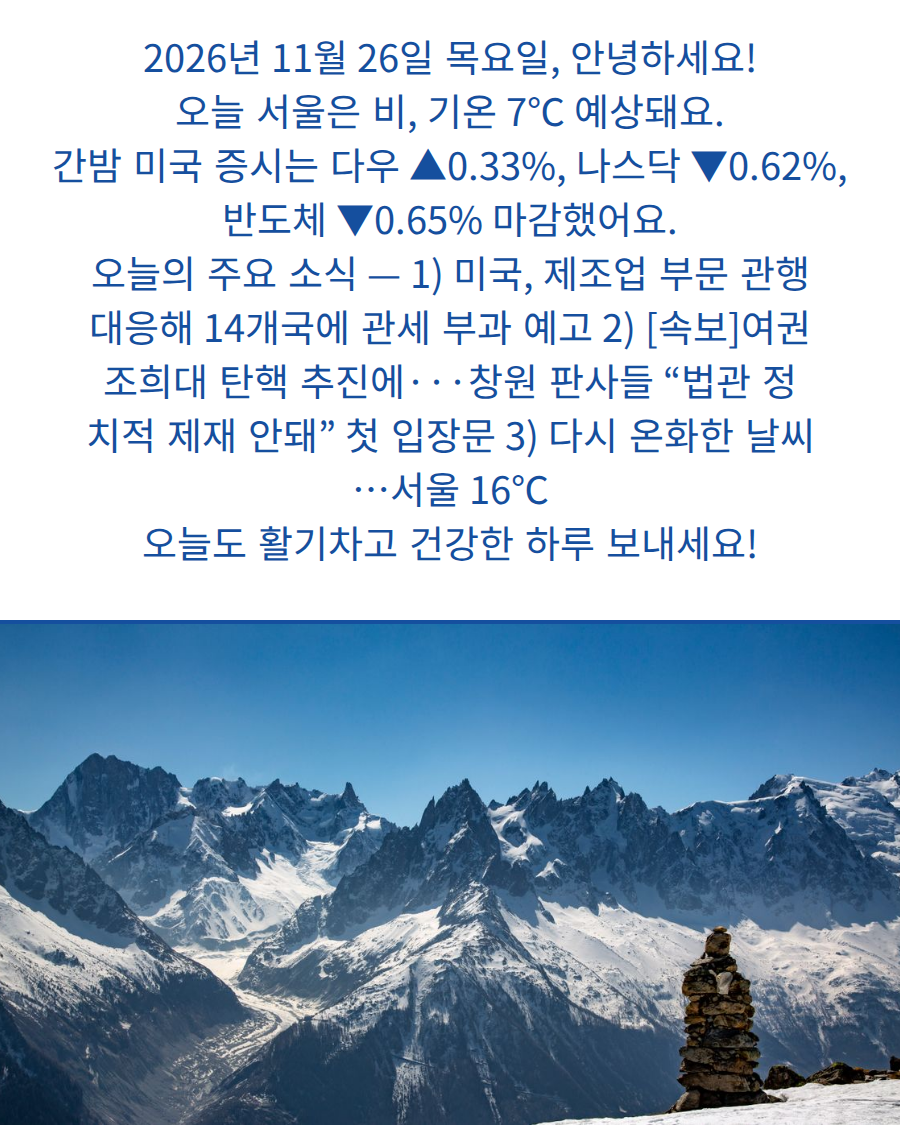 2026년 11월 26일 목요일, 안녕하세요!
오늘 서울은 비, 기온 7°C 예상돼요.
간밤 미국 증시는 다우 ▲0.33%, 나스닥 ▼0.62%,
반도체 ▼0.65% 마감했어요.
오늘의 주요 소식 — 1) 미국, 제조업 부문 관행
대응해 14개국에 관세 부과 예고 2) [속보]여권
조희대 탄핵 추진에···창원 판사들 “법관 정
치적 제재 안돼” 첫 입장문 3) 다시 온화한 날씨
…서울 16℃
오늘도 활기차고 건강한 하루 보내세요!